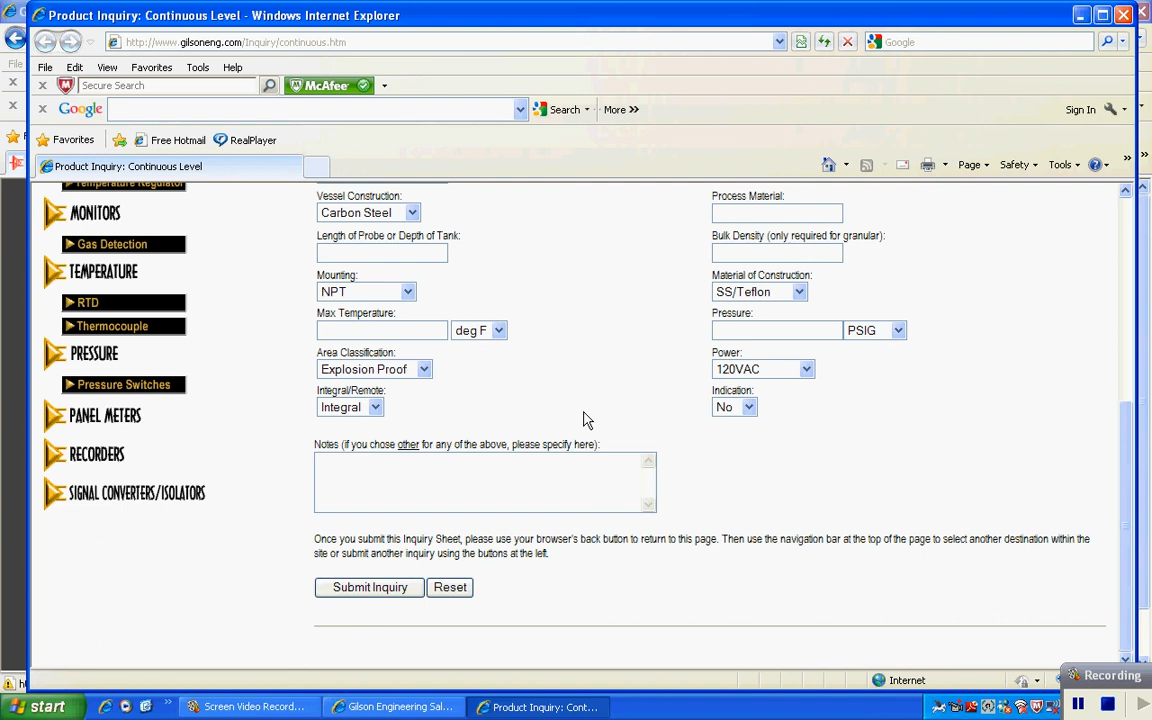 Product Inquiry: Continuous Level - Windows Internet Explorer
http://www.gilsoneng.com/Inquiry/continuous.htm
Google
File Edit View Favorites Tools Help
x Secure Search McAfee
x Google Search More >> Sign In
Favorites Free Hotmail RealPlayer
Product Inquiry: Continuous Level
Page Safety Tools
Temperature Regulator
MONITORS
Gas Detection
TEMPERATURE
RTD
Thermocouple
PRESSURE
Pressure Switches
PANEL METERS
RECORDERS
SIGNAL CONVERTERS/ISOLATORS
Vessel Construction: Process Material:
Carbon Steel
Length of Probe or Depth of Tank: Bulk Density (only required for granular):
Mounting: Material of Construction:
NPT SS/Teflon
Max Temperature: Pressure:
deg F PSIG
Area Classification: Power:
Explosion Proof 120VAC
Integral/Remote: Indication:
Integral No
Notes (if you chose other for any of the above, please specify here):
Once you submit this Inquiry Sheet, please use your browser's back button to return to this page. Then use the navigation bar at the top of the page to select another destination within the
site or submit another inquiry using the buttons at the left.
Submit Inquiry Reset
Internet
Recording
start Screen Video Record... Gilson Engineering Sal... Product Inquiry: Cont...